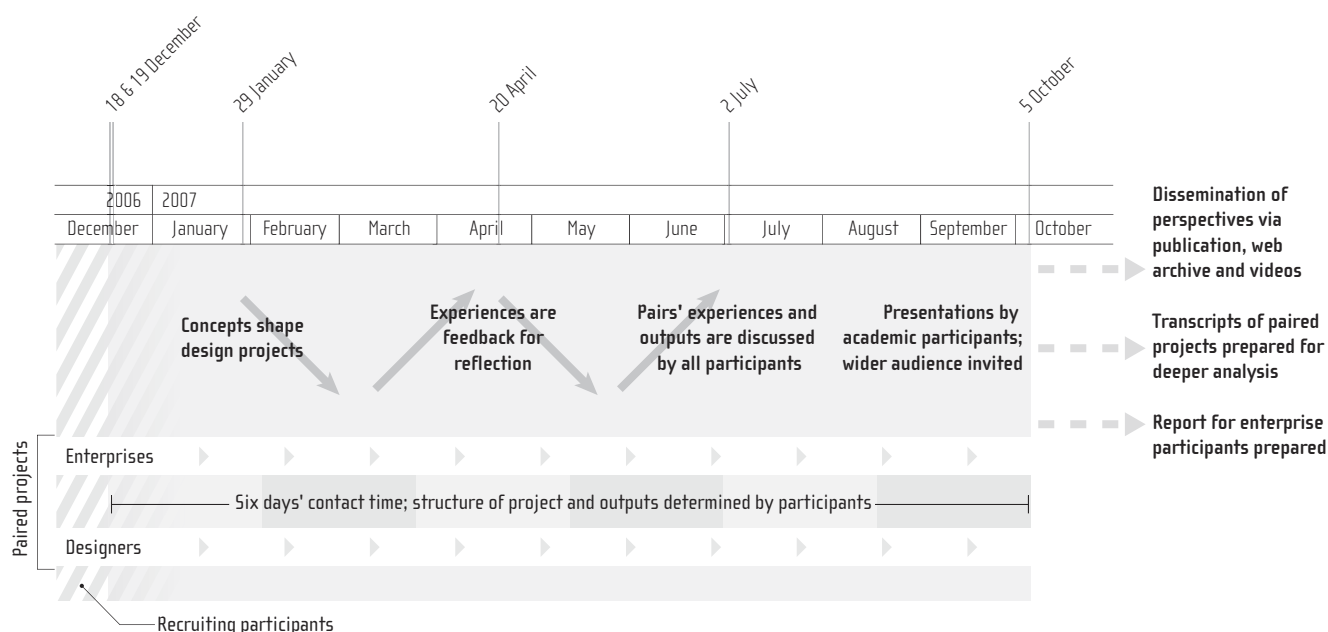 18 & 19 December
29 January
20 April
2 July
5 October
2006
2007
December
January
February
March
April
May
June
July
August
September
October
Concepts shape
design projects
Experiences are
feedback for
reflection
Pairs' experiences and
outputs are discussed
by all participants
Presentations by
academic participants;
wider audience invited
Dissemination of
perspectives via
publication, web
archive and videos
Transcripts of paired
projects prepared for
deeper analysis
Report for enterprise
participants prepared
Paired projects
Enterprises
Six days' contact time; structure of project and outputs determined by participants
Designers
Recruiting participants